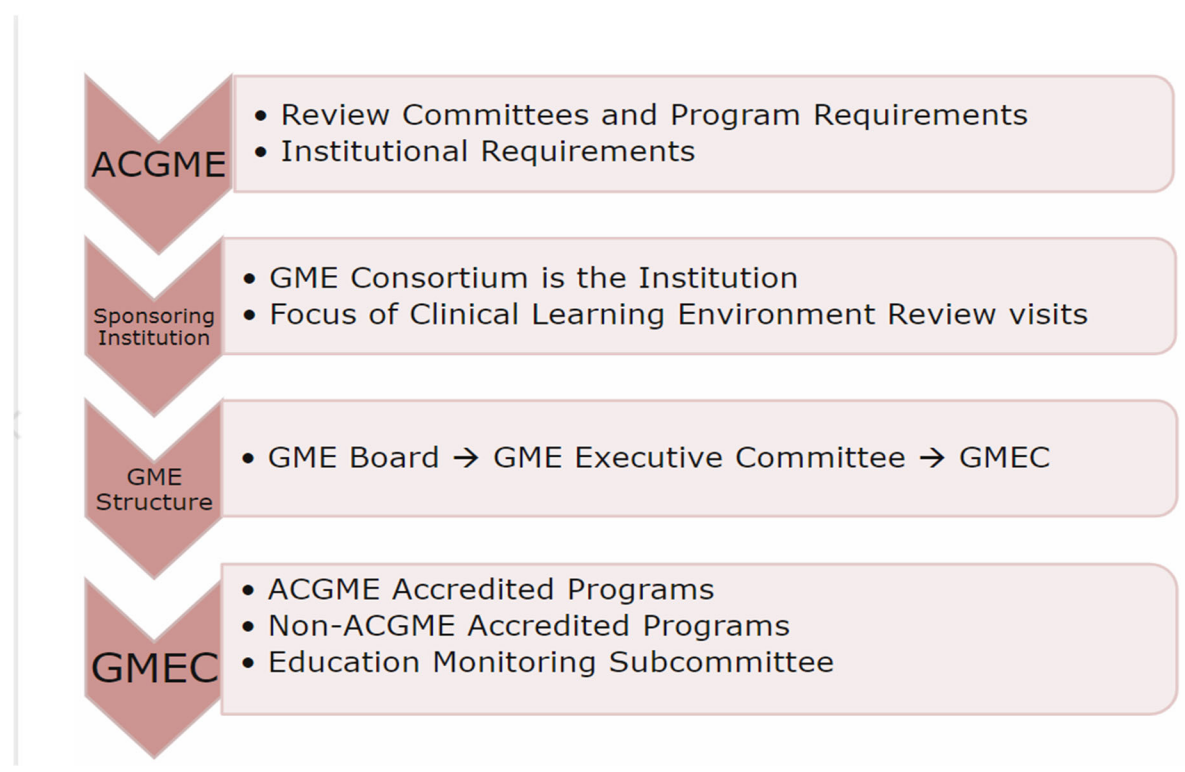 ACGME
• Review Committees and Program Requirements
• Institutional Requirements
Sponsoring
Institution
• GME Consortium is the Institution
• Focus of Clinical Learning Environment Review visits
GME
Structure
• GME Board → GME Executive Committee → GMEC
GMEC
• ACGME Accredited Programs
• Non-ACGME Accredited Programs
• Education Monitoring Subcommittee